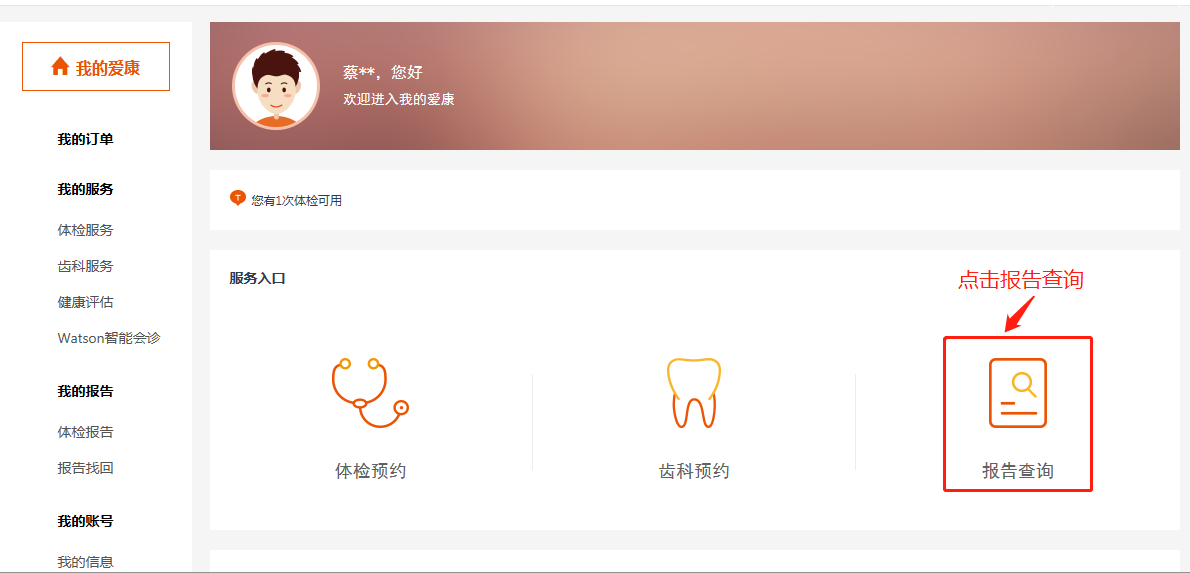 我的爱康
我的订单
我的服务
体检服务
齿科服务
健康评估
Watson智能会诊
我的报告
体检报告
报告找回
我的账号
我的信息
蔡**，您好
欢迎进入我的爱康
T 您有1次体检可用
服务入口
点击报告查询
体检预约
齿科预约
报告查询